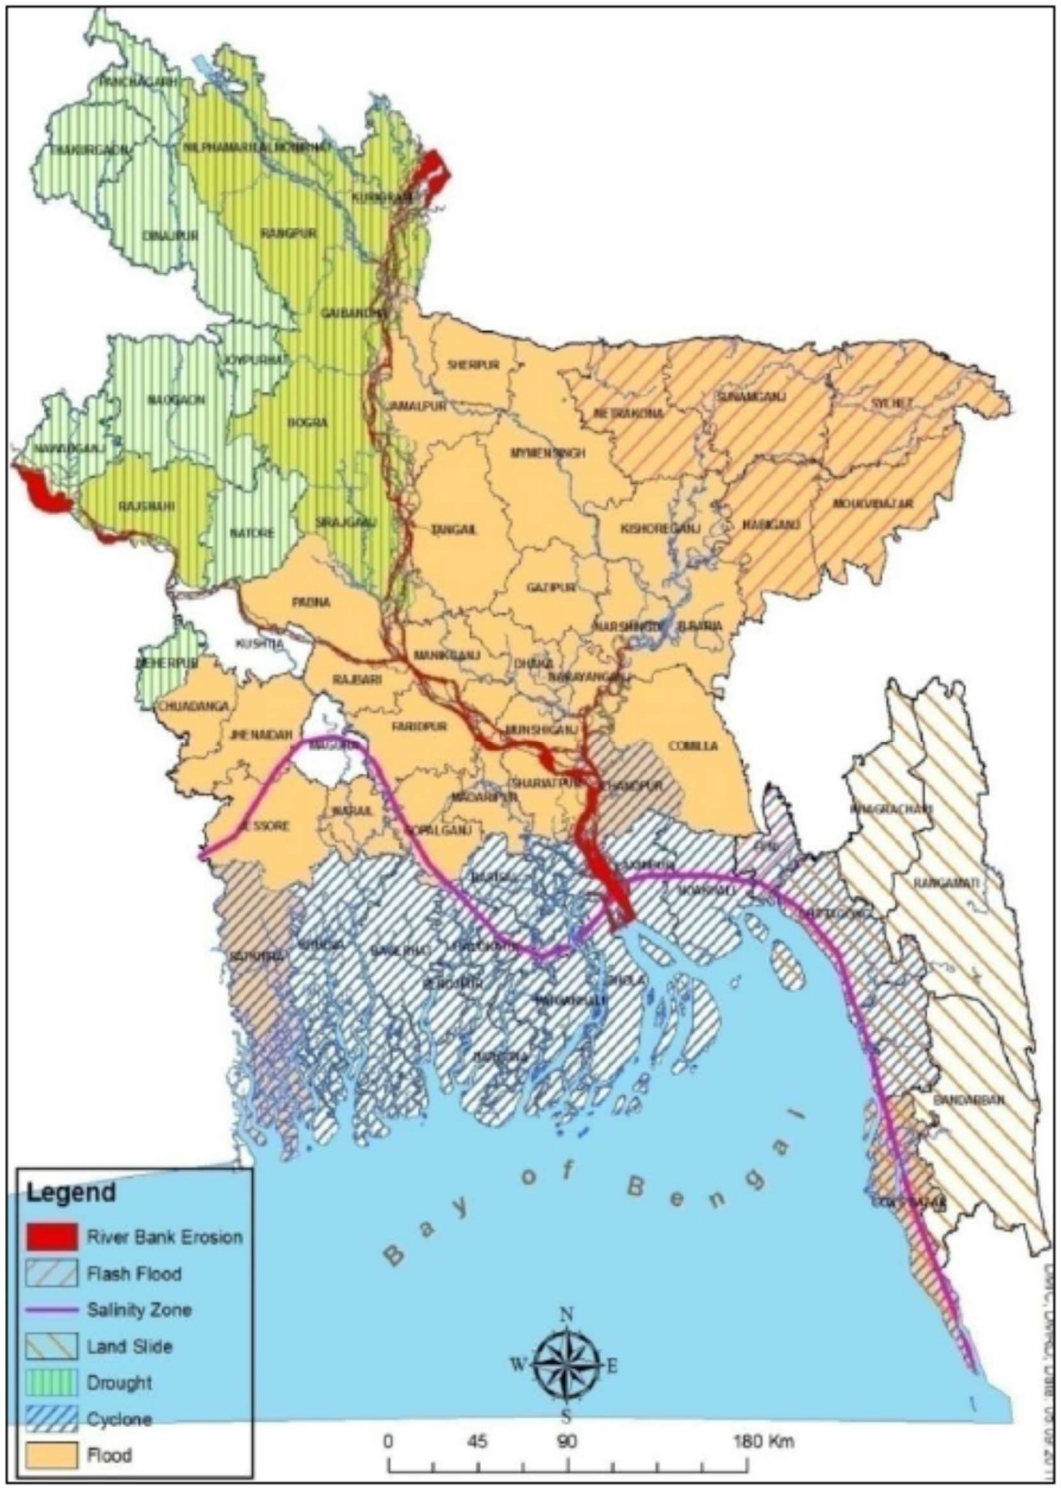 PANCHAGARH
THAKURGAON
NILPHAMARI
LALMONIRHAT
KURIGRAM
DINAJPUR
RANGPUR
GAIBANDHA
JOYPURHAT
SHERPUR
NAOGAON
JAMALPUR
NETRAKONA
SUNAMGANJ
SYLHET
BOGRA
NAWABGANJ
MYMENSINGH
RAJSHAHI
SIRAJGANJ
TANGAIL
KISHOREGANJ
HABIGANJ
MOULVIBAZAR
NATORE
GAZIPUR
PABNA
NARSHINGDI
B.BARIA
KUSHTIA
MEHERPUR
MANIKGANJ
DHAKA
NARAYANGANJ
RAJBARI
CHUADANGA
JHENAIDAH
FARIDPUR
MUNSHIGANJ
MAGURA
COMILLA
SHARIATPUR
CHANDPUR
MADARIPUR
NARAIL
JESSORE
GOPALGANJ
KHAGRACHARI
FENI
BARISAL
NOAKHALI
RANGAMATI
CHITTAGONG
SATKHIRA
KHULNA
BAGERHAT
PEROJPUR
BHOLA
PATUAKHALI
BARGUNA
BANDARBAN
Bay of Bengal
Legend
River Bank Erosion
Flash Flood
Salinity Zone
Land Slide
Drought
Cyclone
Flood
N
W
E
S
0 45 90 180 Km